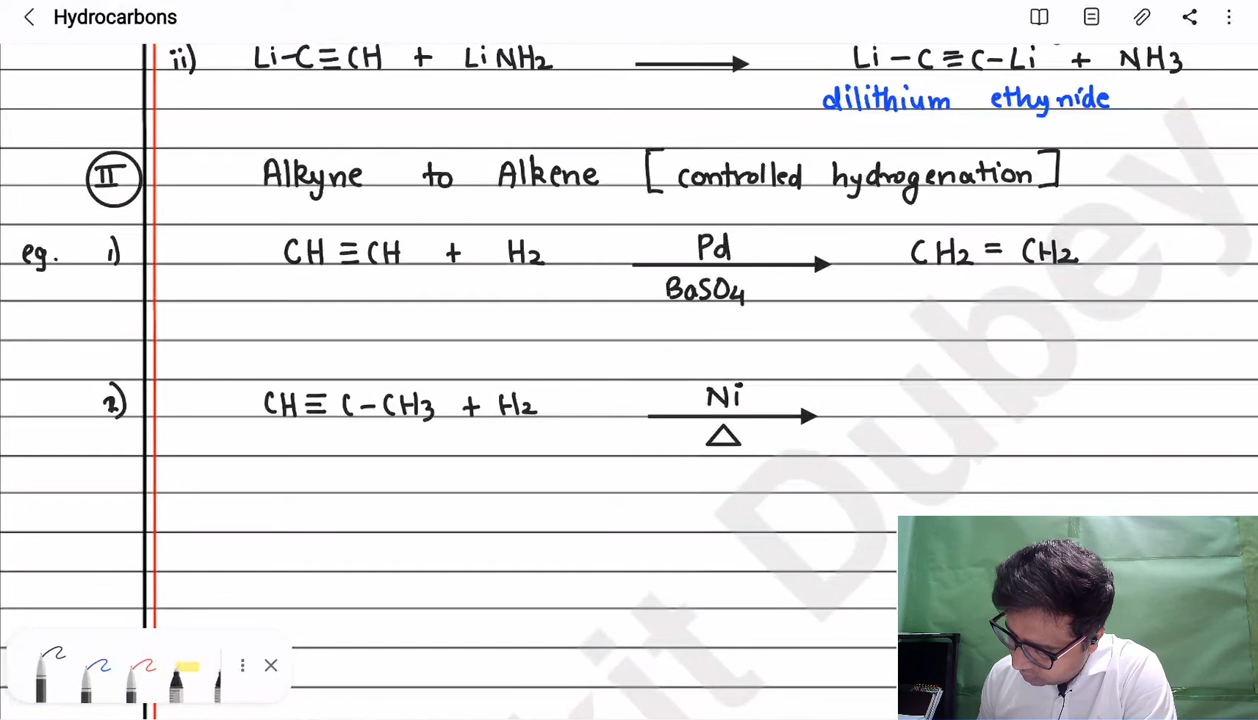 Hydrocarbons
ii) Li-C≡CH + LiNH2 ⟶ Li-C≡C-Li + NH3
dilithium ethynide
II Alkyne to Alkene [controlled hydrogenation]
eg. 1) CH≡CH + H2 ⟶ CH2=CH2
Pd
BaSO4
2) CH≡C-CH3 + H2 ⟶
Ni
△
Dubey